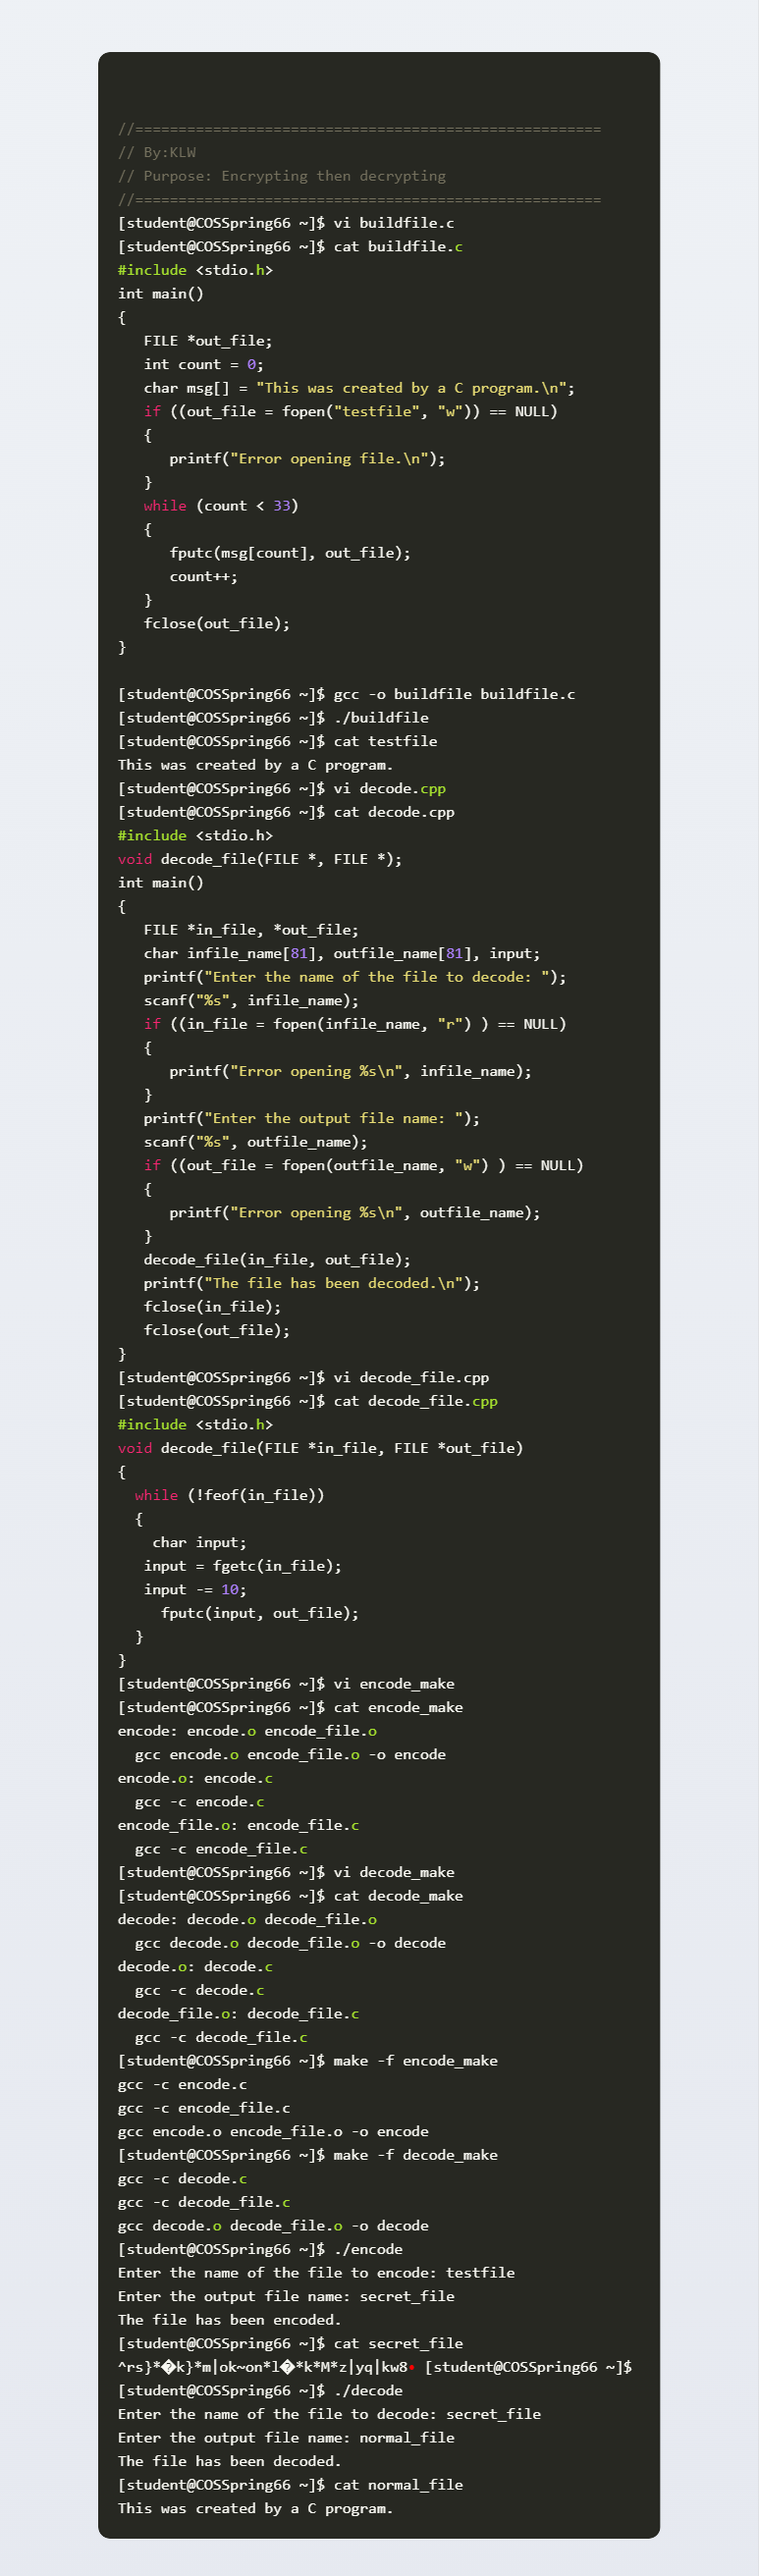 //======================================================
// By:KLW
// Purpose: Encrypting then decrypting
//======================================================
[student@COSSpring66 ~]$ vi buildfile.c
[student@COSSpring66 ~]$ cat buildfile.c
#include <stdio.h>
int main()
{
   FILE *out_file;
   int count = 0;
   char msg[] = "This was created by a C program.\n";
   if ((out_file = fopen("testfile", "w")) == NULL)
   {
      printf("Error opening file.\n");
   }
   while (count < 33)
   {
      fputc(msg[count], out_file);
      count++;
   }
   fclose(out_file);
}
[student@COSSpring66 ~]$ gcc -o buildfile buildfile.c
[student@COSSpring66 ~]$ ./buildfile
[student@COSSpring66 ~]$ cat testfile
This was created by a C program.
[student@COSSpring66 ~]$ vi decode.cpp
[student@COSSpring66 ~]$ cat decode.cpp
#include <stdio.h>
void decode_file(FILE *, FILE *);
int main()
{
   FILE *in_file, *out_file;
   char infile_name[81], outfile_name[81], input;
   printf("Enter the name of the file to decode: ");
   scanf("%s", infile_name);
   if ((in_file = fopen(infile_name, "r") ) == NULL)
   {
      printf("Error opening %s\n", infile_name);
   }
   printf("Enter the output file name: ");
   scanf("%s", outfile_name);
   if ((out_file = fopen(outfile_name, "w") ) == NULL)
   {
      printf("Error opening %s\n", outfile_name);
   }
   decode_file(in_file, out_file);
   printf("The file has been decoded.\n");
   fclose(in_file);
   fclose(out_file);
}
[student@COSSpring66 ~]$ vi decode_file.cpp
[student@COSSpring66 ~]$ cat decode_file.cpp
#include <stdio.h>
void decode_file(FILE *in_file, FILE *out_file)
{
  while (!feof(in_file))
  {
    char input;
   input = fgetc(in_file);
   input -= 10;
     fputc(input, out_file);
  }
}
[student@COSSpring66 ~]$ vi encode_make
[student@COSSpring66 ~]$ cat encode_make
encode: encode.o encode_file.o
  gcc encode.o encode_file.o -o encode
encode.o: encode.c
  gcc -c encode.c
encode_file.o: encode_file.c
  gcc -c encode_file.c
[student@COSSpring66 ~]$ vi decode_make
[student@COSSpring66 ~]$ cat decode_make
decode: decode.o decode_file.o
  gcc decode.o decode_file.o -o decode
decode.o: decode.c
  gcc -c decode.c
decode_file.o: decode_file.c
  gcc -c decode_file.c
[student@COSSpring66 ~]$ make -f encode_make
gcc -c encode.c
gcc -c encode_file.c
gcc encode.o encode_file.o -o encode
[student@COSSpring66 ~]$ make -f decode_make
gcc -c decode.c
gcc -c decode_file.c
gcc decode.o decode_file.o -o decode
[student@COSSpring66 ~]$ ./encode
Enter the name of the file to encode: testfile
Enter the output file name: secret_file
The file has been encoded.
[student@COSSpring66 ~]$ cat secret_file
^rs}*�k}*m|ok~on*l�*k*M*z|yq|kw8• [student@COSSpring66 ~]$
[student@COSSpring66 ~]$ ./decode
Enter the name of the file to decode: secret_file
Enter the output file name: normal_file
The file has been decoded.
[student@COSSpring66 ~]$ cat normal_file
This was created by a C program.